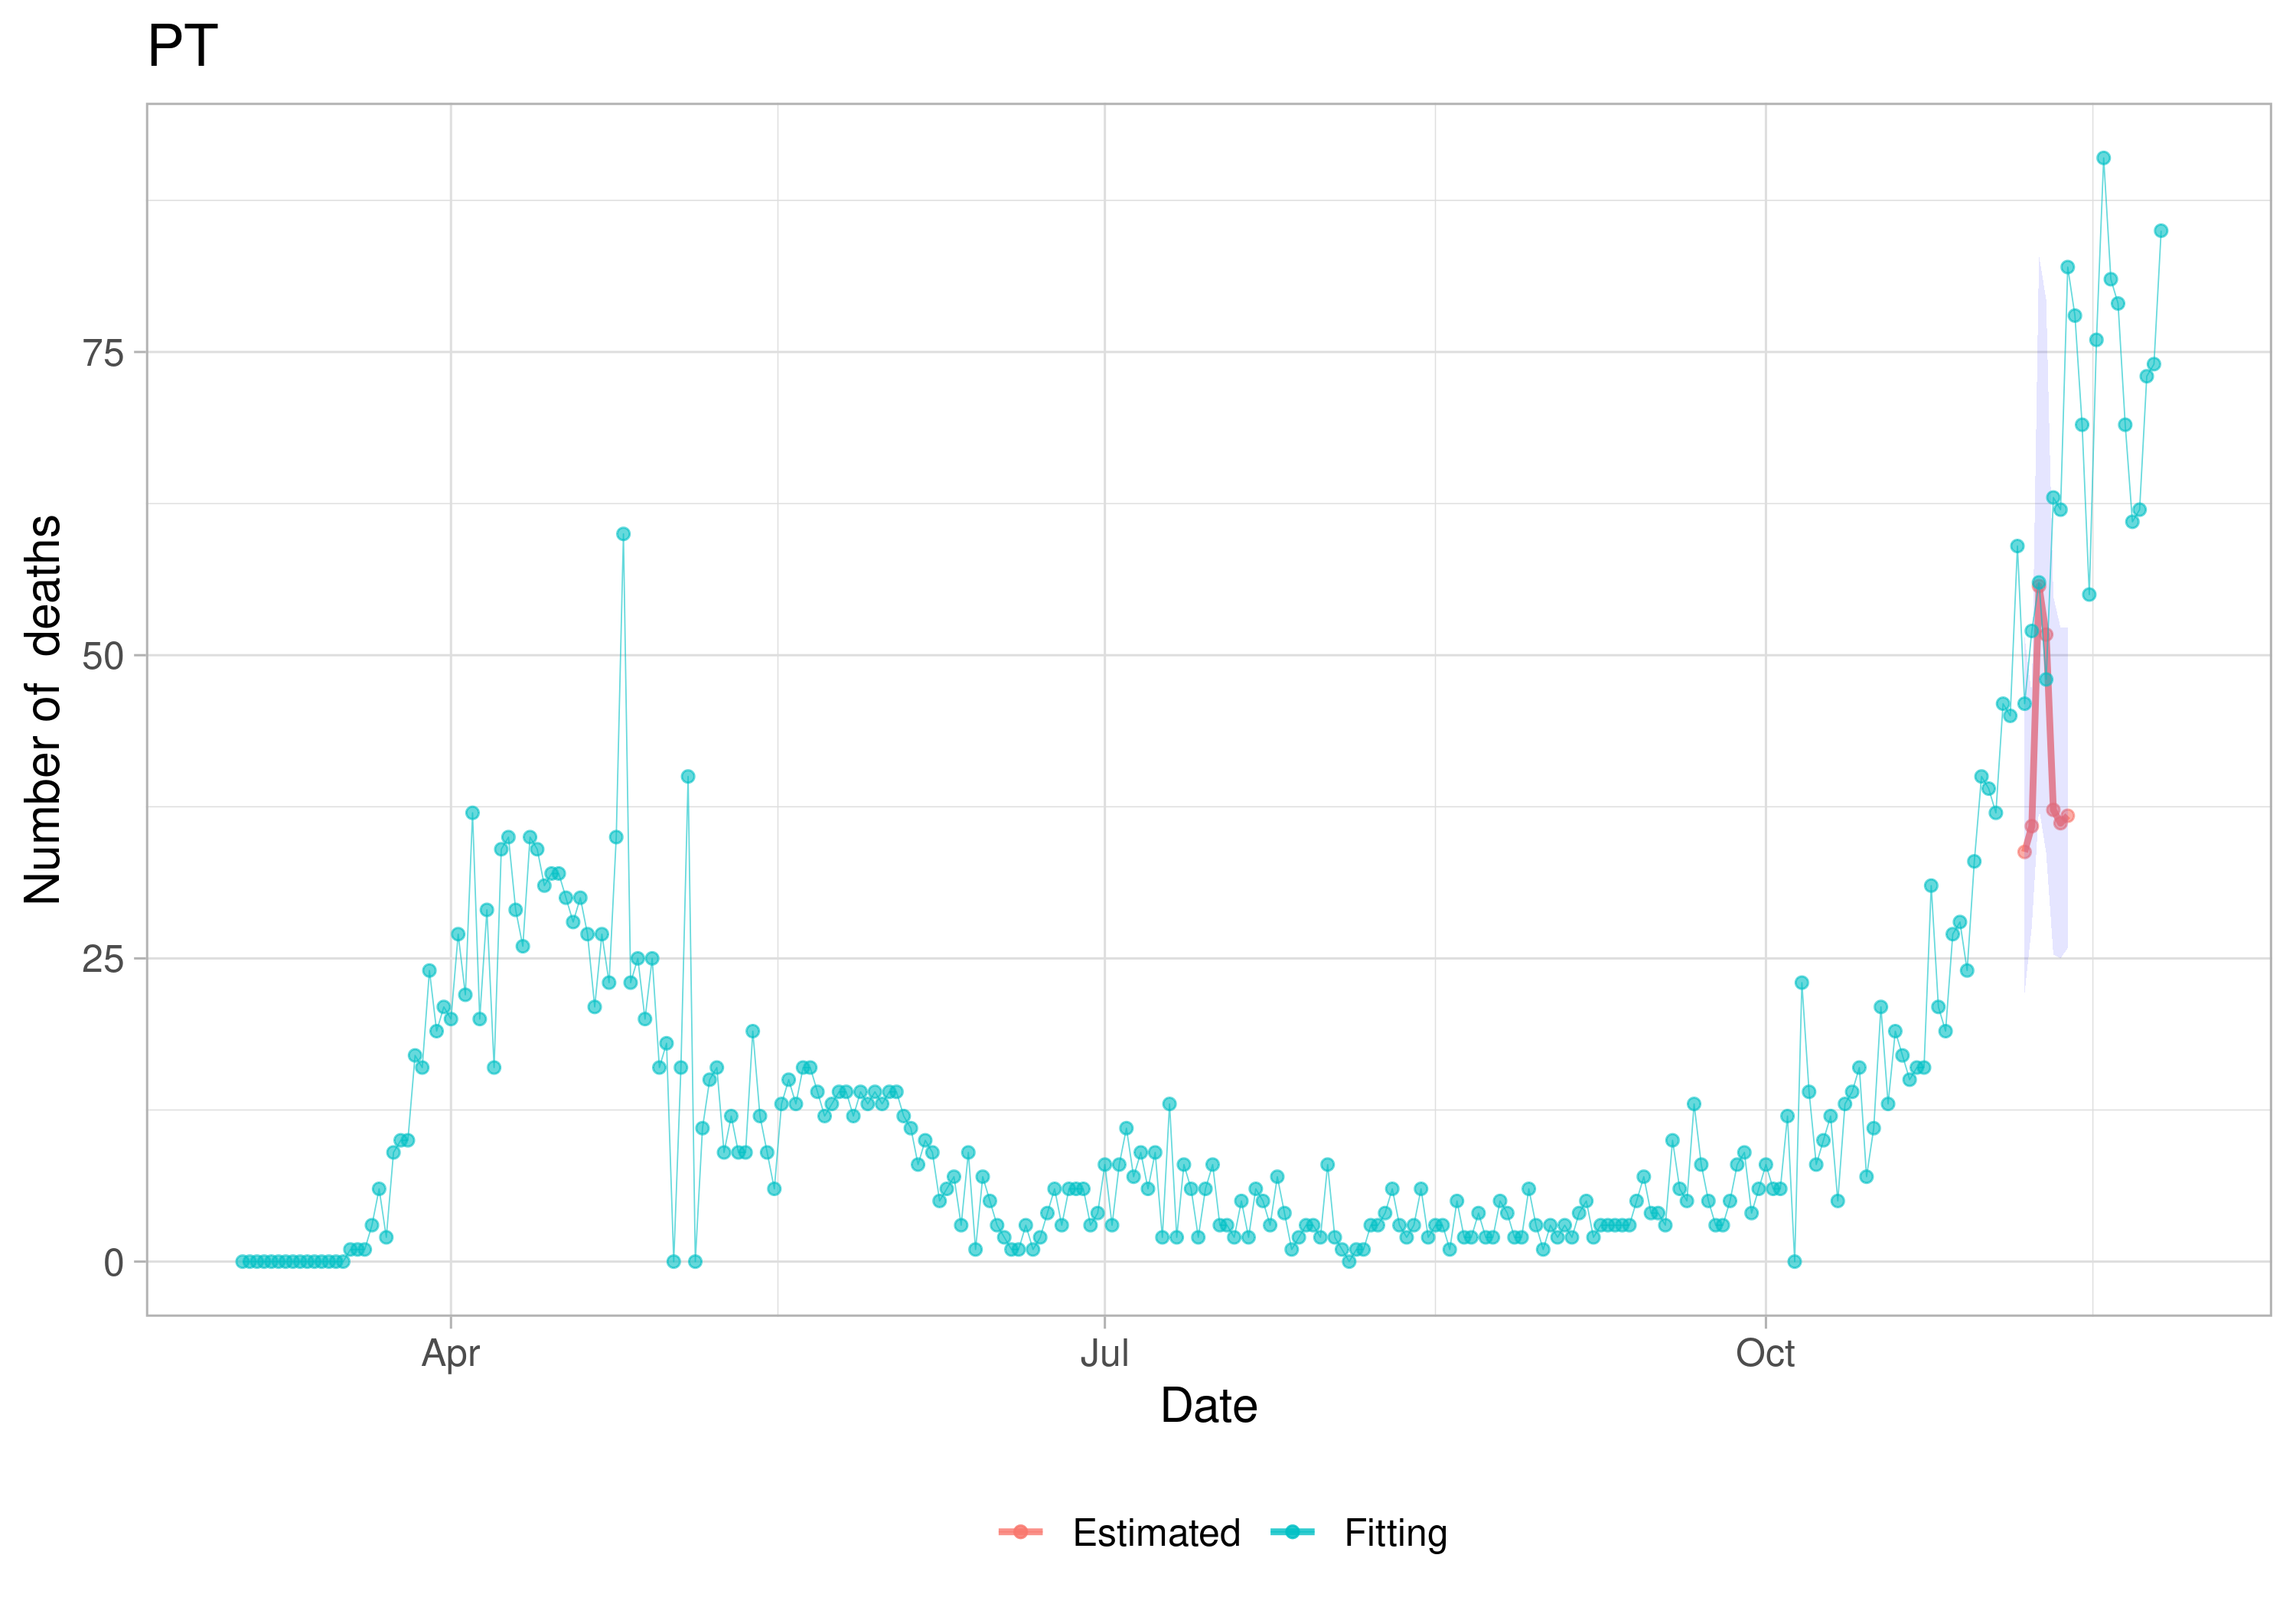 PT
Number of deaths
75
50
25
0
Apr
Jul
Oct
Date
Estimated
Fitting